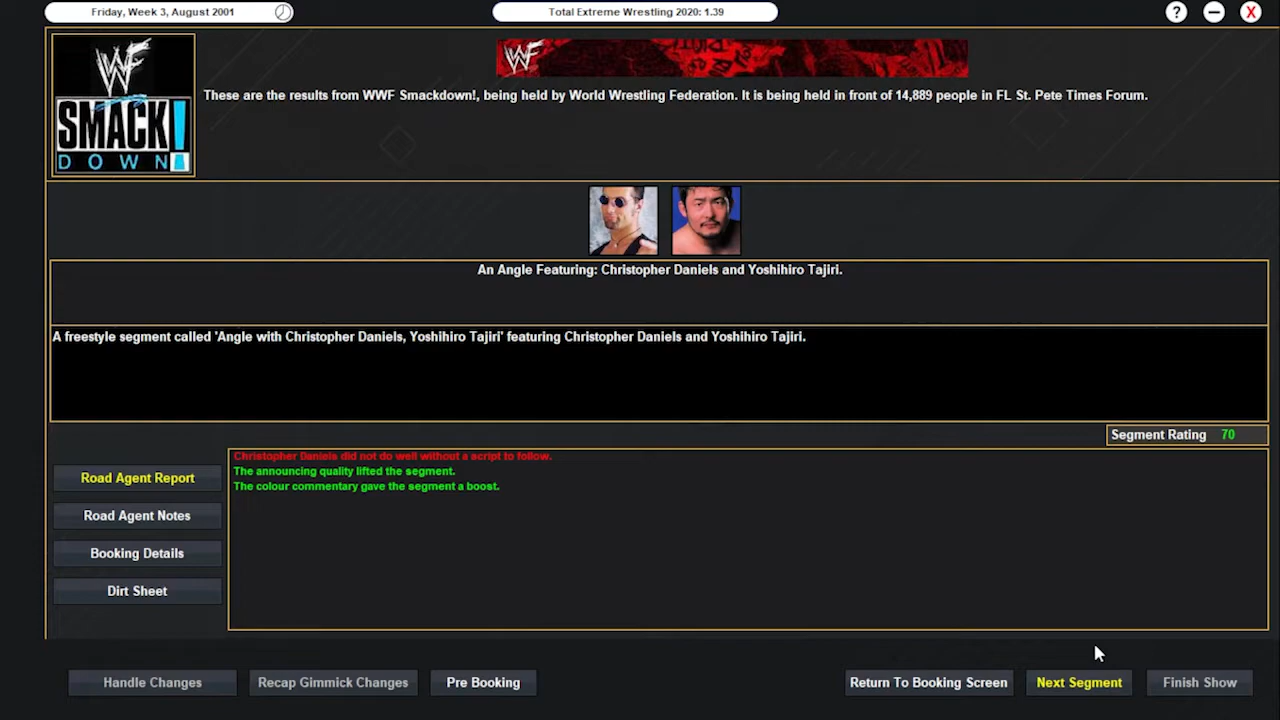 Friday, Week 3, August 2001
Total Extreme Wrestling 2020: 1.39
? X
WF
SMACK
DOWN!
WF
These are the results from WWF Smackdown!, being held by World Wrestling Federation. It is being held in front of 14,889 people in FL St. Pete Times Forum.
An Angle Featuring: Christopher Daniels and Yoshihiro Tajiri.
A freestyle segment called 'Angle with Christopher Daniels, Yoshihiro Tajiri' featuring Christopher Daniels and Yoshihiro Tajiri.
Segment Rating 70
Christopher Daniels did not do well without a script to follow.
The announcing quality lifted the segment.
The colour commentary gave the segment a boost.
Road Agent Report
Road Agent Notes
Booking Details
Dirt Sheet
Handle Changes
Recap Gimmick Changes
Pre Booking
Return To Booking Screen
Next Segment
Finish Show